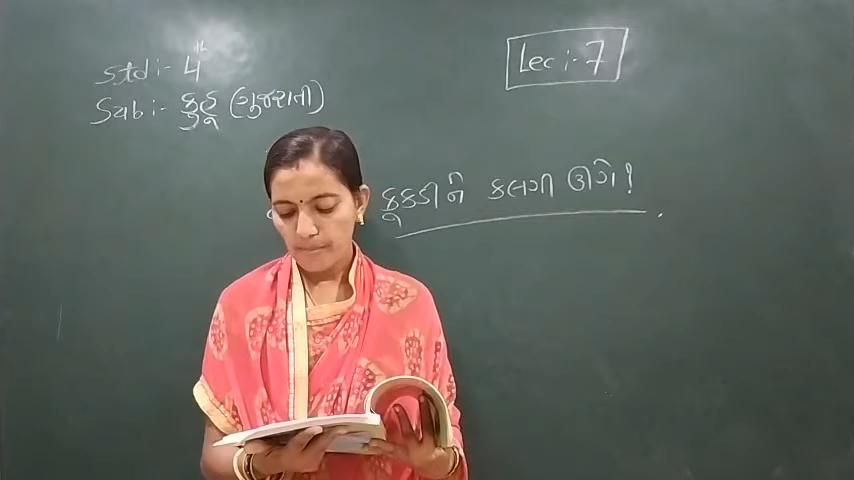 Std :- 4th
Sub :- કુહૂ (ગુજરાતી)
Lec :- 7
કૂકડીને કલગી ઊગે!